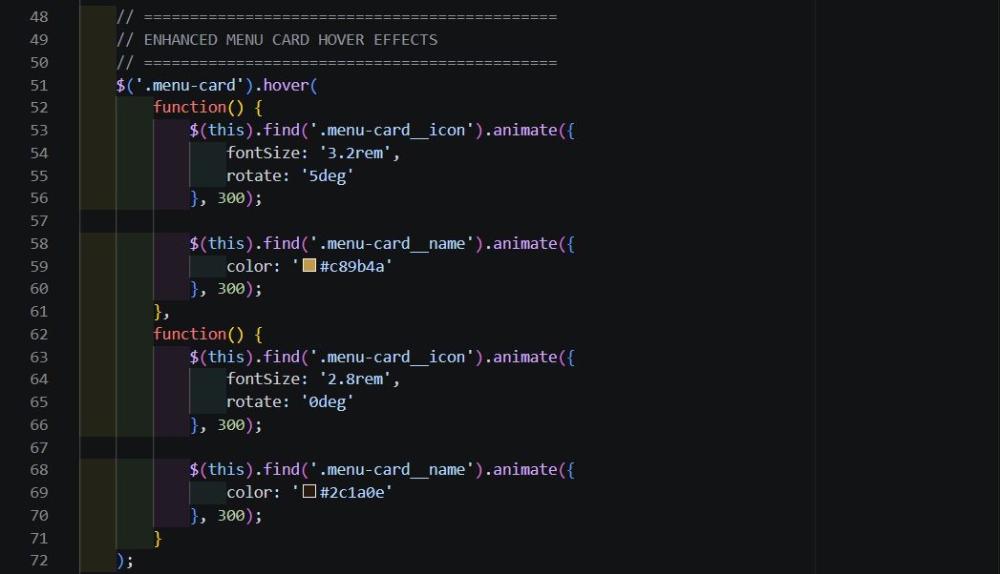 48 // =============================================
49 // ENHANCED MENU CARD HOVER EFFECTS
50 // =============================================
51 $('.menu-card').hover(
52 function() {
53 $(this).find('.menu-card__icon').animate({
54 fontSize: '3.2rem',
55 rotate: '5deg'
56 }, 300);
57
58 $(this).find('.menu-card__name').animate({
59 color: '#c89b4a'
60 }, 300);
61 },
62 function() {
63 $(this).find('.menu-card__icon').animate({
64 fontSize: '2.8rem',
65 rotate: '0deg'
66 }, 300);
67
68 $(this).find('.menu-card__name').animate({
69 color: '#2c1a0e'
70 }, 300);
71 }
72 );